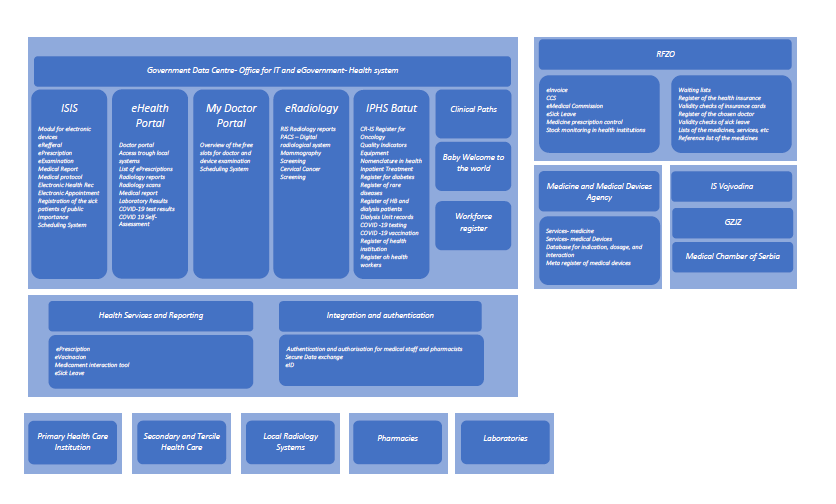 Government Data Centre- Office for IT and eGovernment- Health system
ISIS
Modul for electronic
devices
eRefferal
ePrescription
eExamination
Medical Report
Medical protocol
Electronic Health Rec
Electronic Appointment
Registration of the sick
patients of public
importance
Scheduling System
eHealth
Portal
Doctor portal
Access trough local
systems
List of ePrescriptions
Radiology reports
Radiology scans
Medical report
Laboratory Results
COVID-19 test results
COVID 19 Self-
Assessment
My Doctor
Portal
Overview of the free
slots for doctor and
device examination
Scheduling System
eRadiology
RIS Radiology reports
PACS – Digital
radiological system
Mammography
Screening
Cervical Cancer
Screening
IPHS Batut
CR-IS Register for
Oncology
Quality Indicators
Equipment
Nomenclature in health
Inpatient Treatment
Register for diabetes
Register of rare
diseases
Register of HB and
dialysis patients
Dialysis Unit records
COVID -19 testing
COVID -19 vaccination
Register of health
institution
Register oh health
workers
Clinical Paths
Baby Welcome to
the world
Workforce
register
RFZO
eInvoice
CCS
eMedical Commission
eSick Leave
Medicine prescription control
Stock monitoring in health institutions
Waiting lists
Register of the health insurance
Validity checks of insurance cards
Register of the chosen doctor
Validity checks of sick leave
Lists of the medicines, services, etc
Reference list of the medicines
Medicine and Medical Devices
Agency
Services- medicine
Services- medical Devices
Database for indication, dosage, and
interaction
Meta register of medical devices
IS Vojvodina
GZJZ
Medical Chamber of Serbia
Health Services and Reporting
ePrescription
eVacinacion
Medicament interaction tool
eSick Leave
Integration and authentication
Authentication and authorisation for medical staff and pharmacists
Secure Data exchange
eID
Primary Health Care
Institution
Secondary and Tercile
Health Care
Local Radiology
Systems
Pharmacies
Laboratories